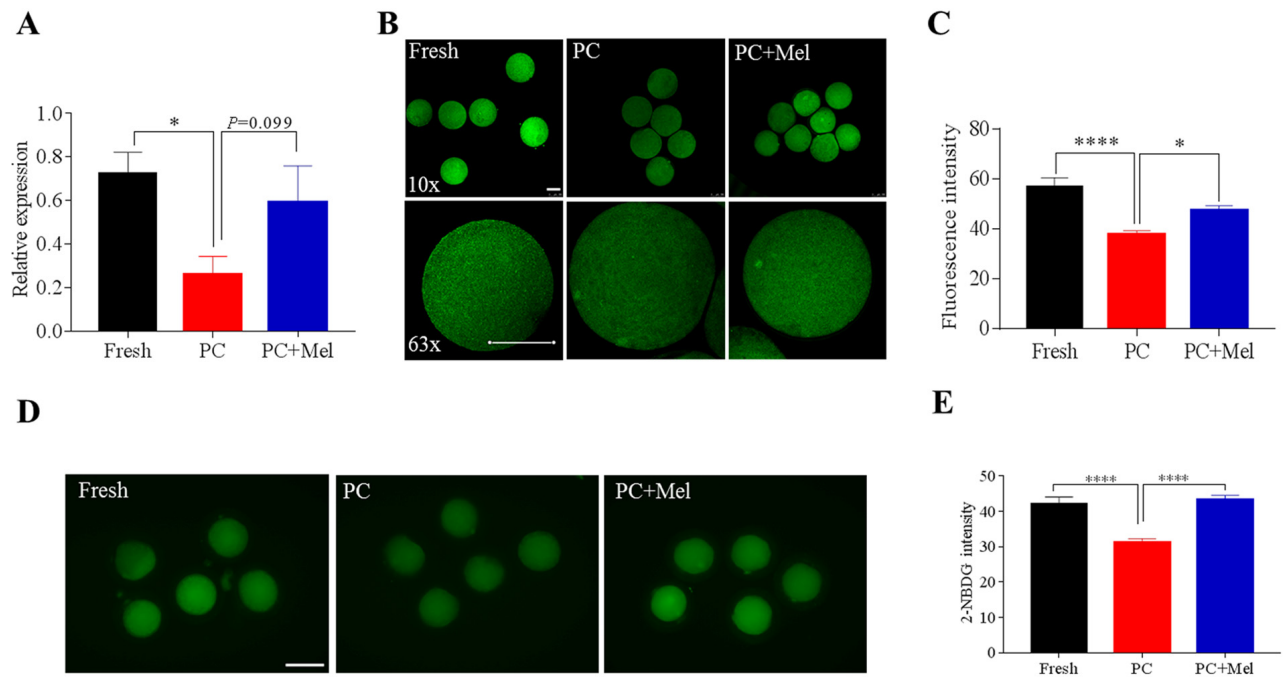 A
Relative expression
1.0
0.8
0.6
0.4
0.2
0.0
*
P=0.099
Fresh PC PC+Mel
B
Fresh PC PC+Mel
10x
63x
C
Fluorescence intensity
80
60
40
20
0
**** *
Fresh PC PC+Mel
D
Fresh PC PC+Mel
E
2-NBDG intensity
50
40
30
20
10
0
**** ****
Fresh PC PC+Mel